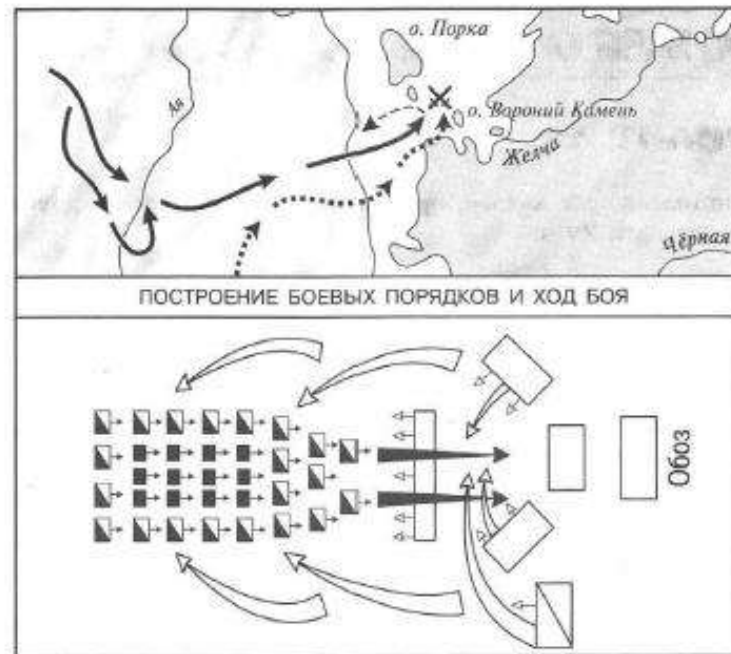 о. Порка
Ая
о. Вороний Камень
Желча
Чёрная
ПОСТРОЕНИЕ БОЕВЫХ ПОРЯДКОВ И ХОД БОЯ
Обоз